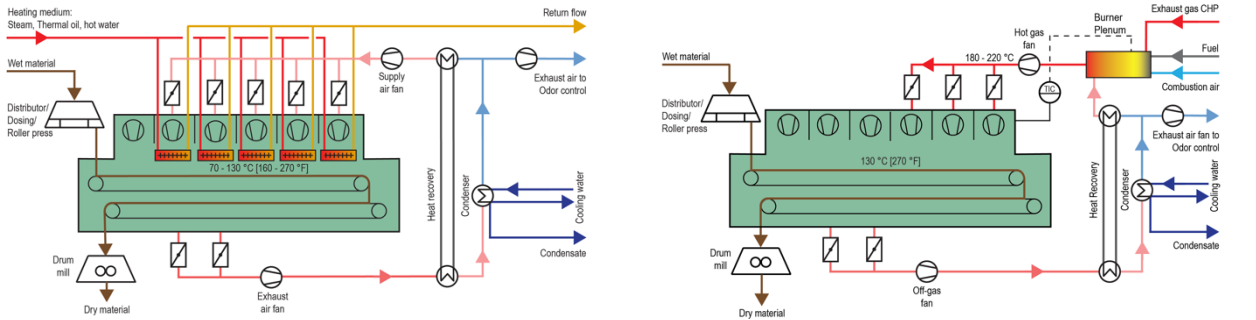 Heating medium:
Steam, Thermal oil, hot water
Return flow
Wet material
Supply
air fan
Exhaust air to
Odor control
Distributor/
Dosing/
Roller press
70 - 130 °C [160 - 270 °F]
Heat recovery
Condenser
Cooling water
Condensate
Drum
mill
Dry material
Exhaust
air fan
Exhaust gas CHP
Burner
Plenum
Hot gas
fan
180 - 220 °C
Fuel
Combustion air
TIC
Wet material
Distributor/
Dosing/
Roller press
Exhaust air fan to
Odor control
130 °C [270 °F]
Heat Recovery
Condenser
Cooling water
Condensate
Drum
mill
Dry material
Off-gas
fan